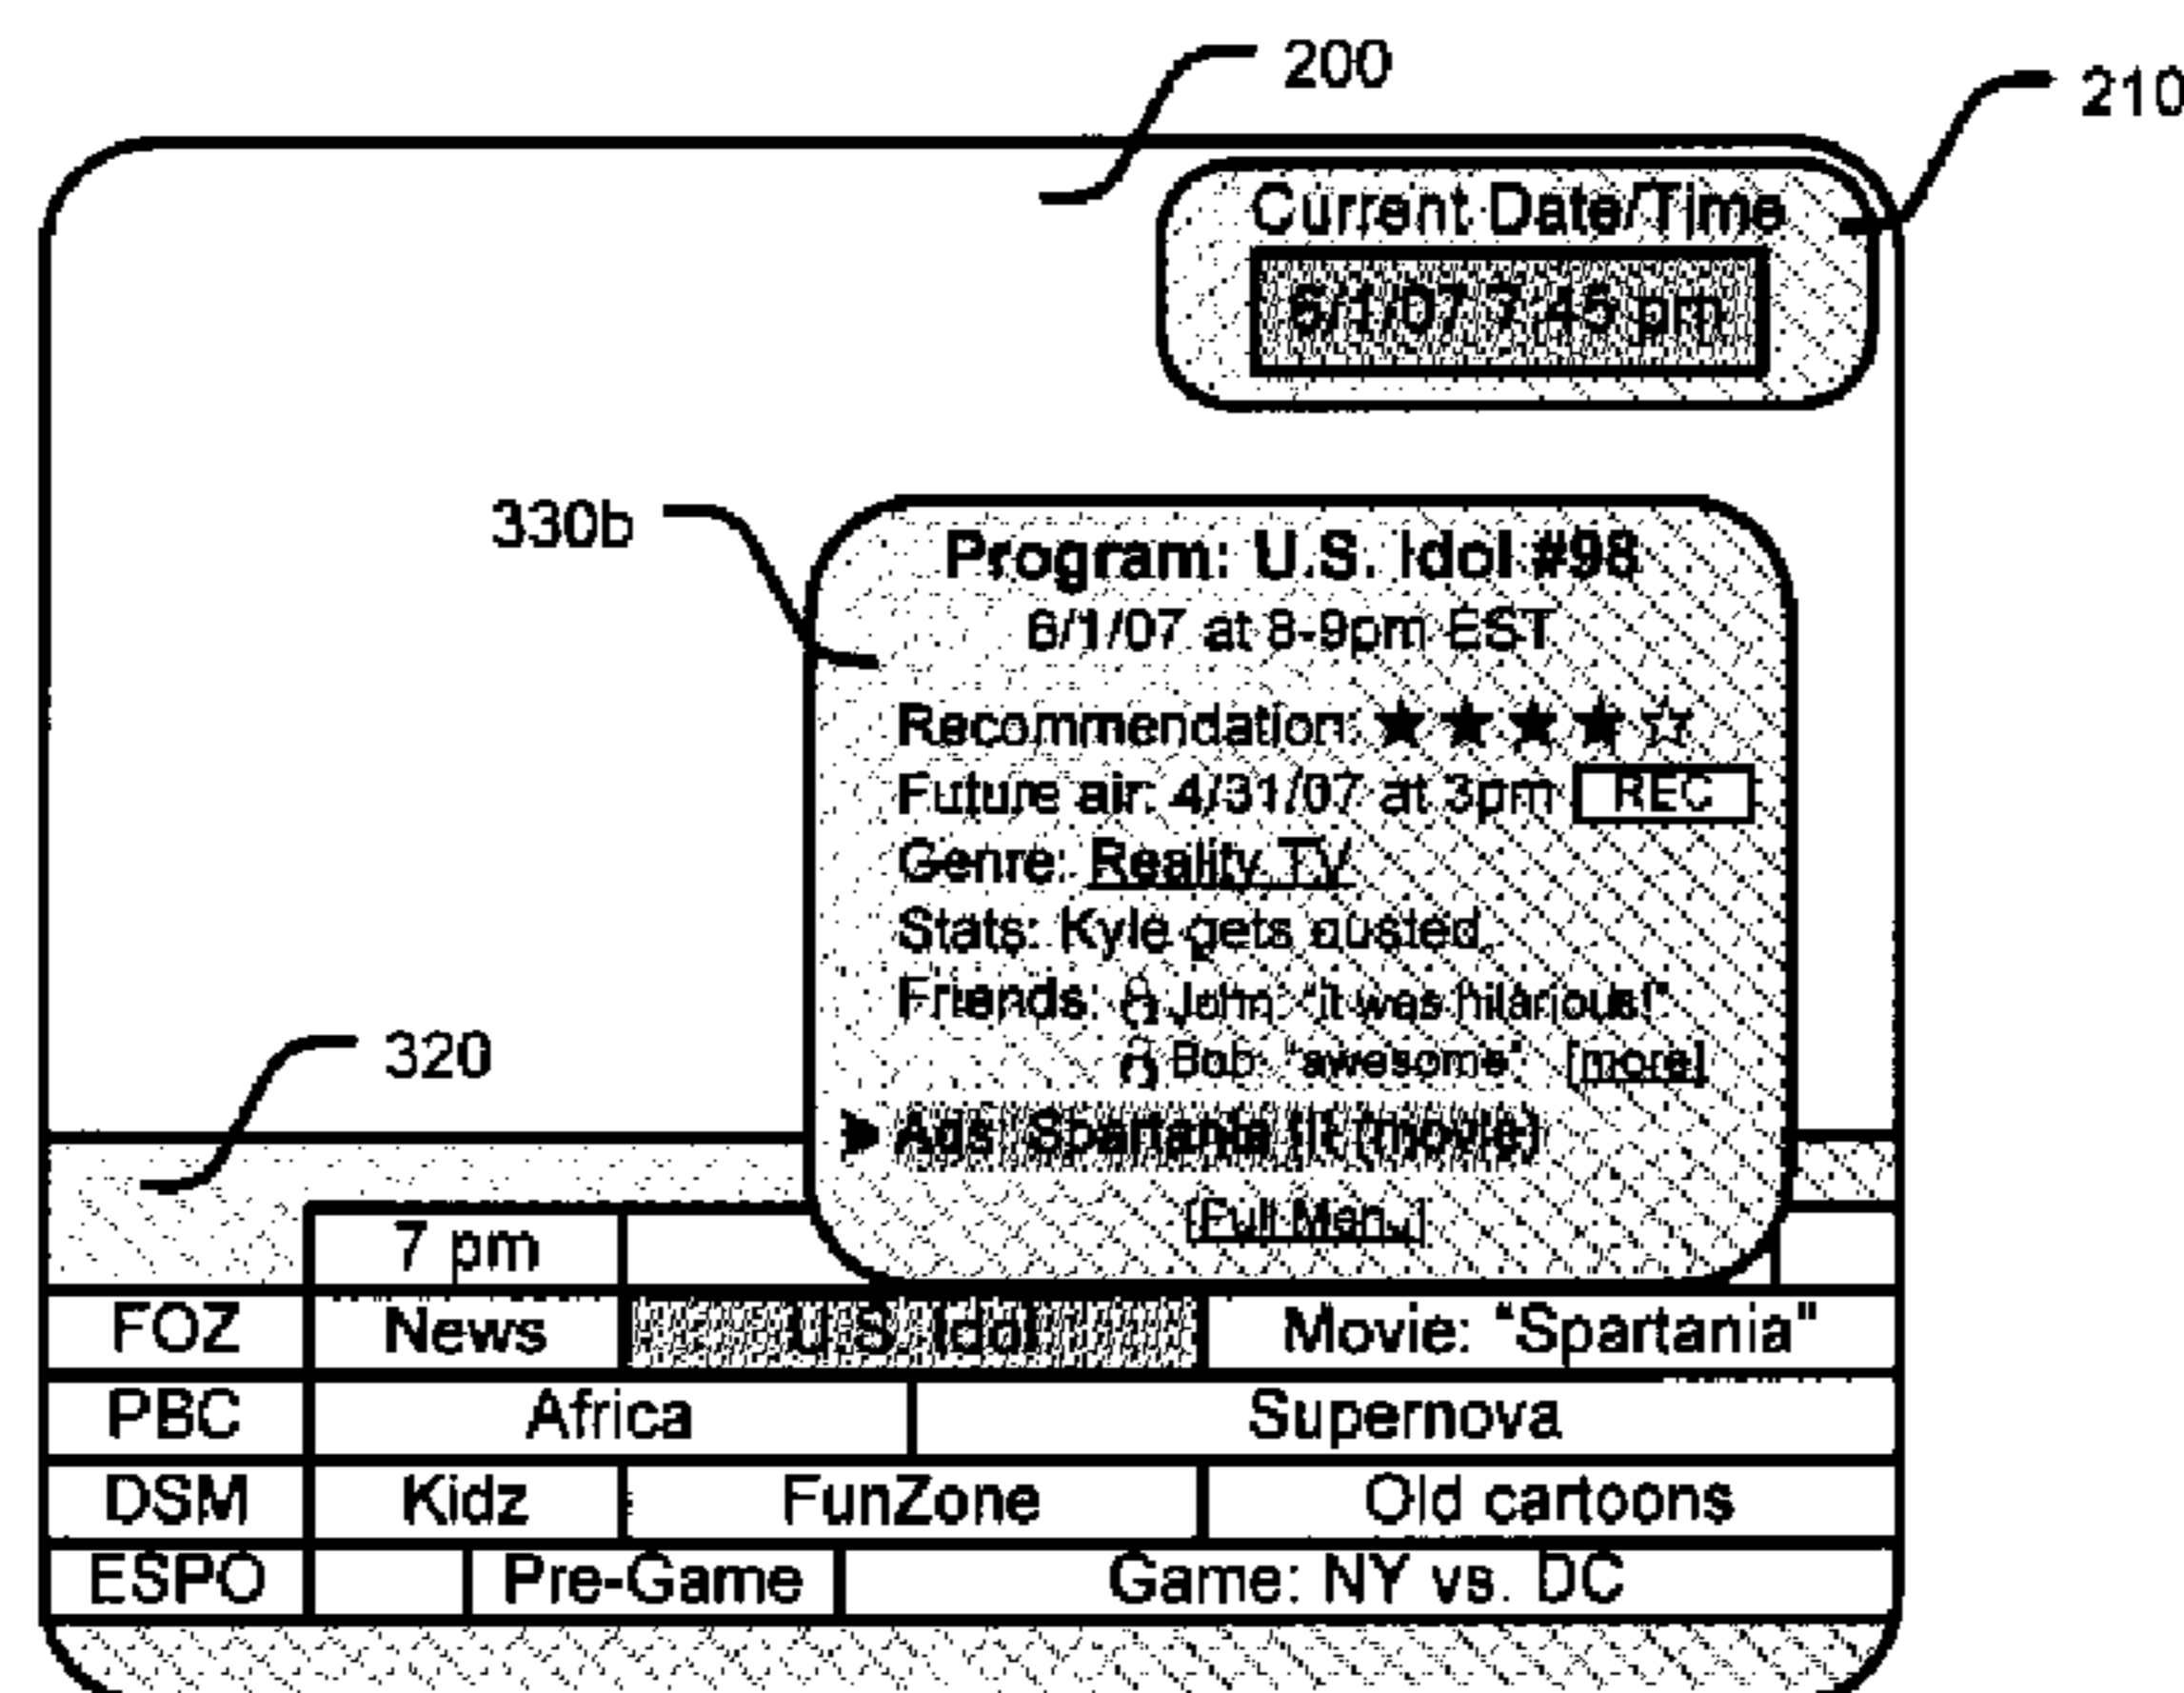 200
210
Current Date/Time
6/1/07 7:45 pm
330b
Program: U.S. Idol #98
6/1/07 at 8-9pm EST
Recommendation: ★★★★☆
Future air: 4/31/07 at 3pm REC
Genre: Reality TV
Stats: Kyle gets ousted
Friends: John "it was hilarious!"
Bob "awesome" [more]
320
Ads: Spartania II (movie)
[Full Menu]
7 pm
FOZ News U.S. Idol Movie: "Spartania"
PBC Africa Supernova
DSM Kidz FunZone Old cartoons
ESPO Pre-Game Game: NY vs. DC